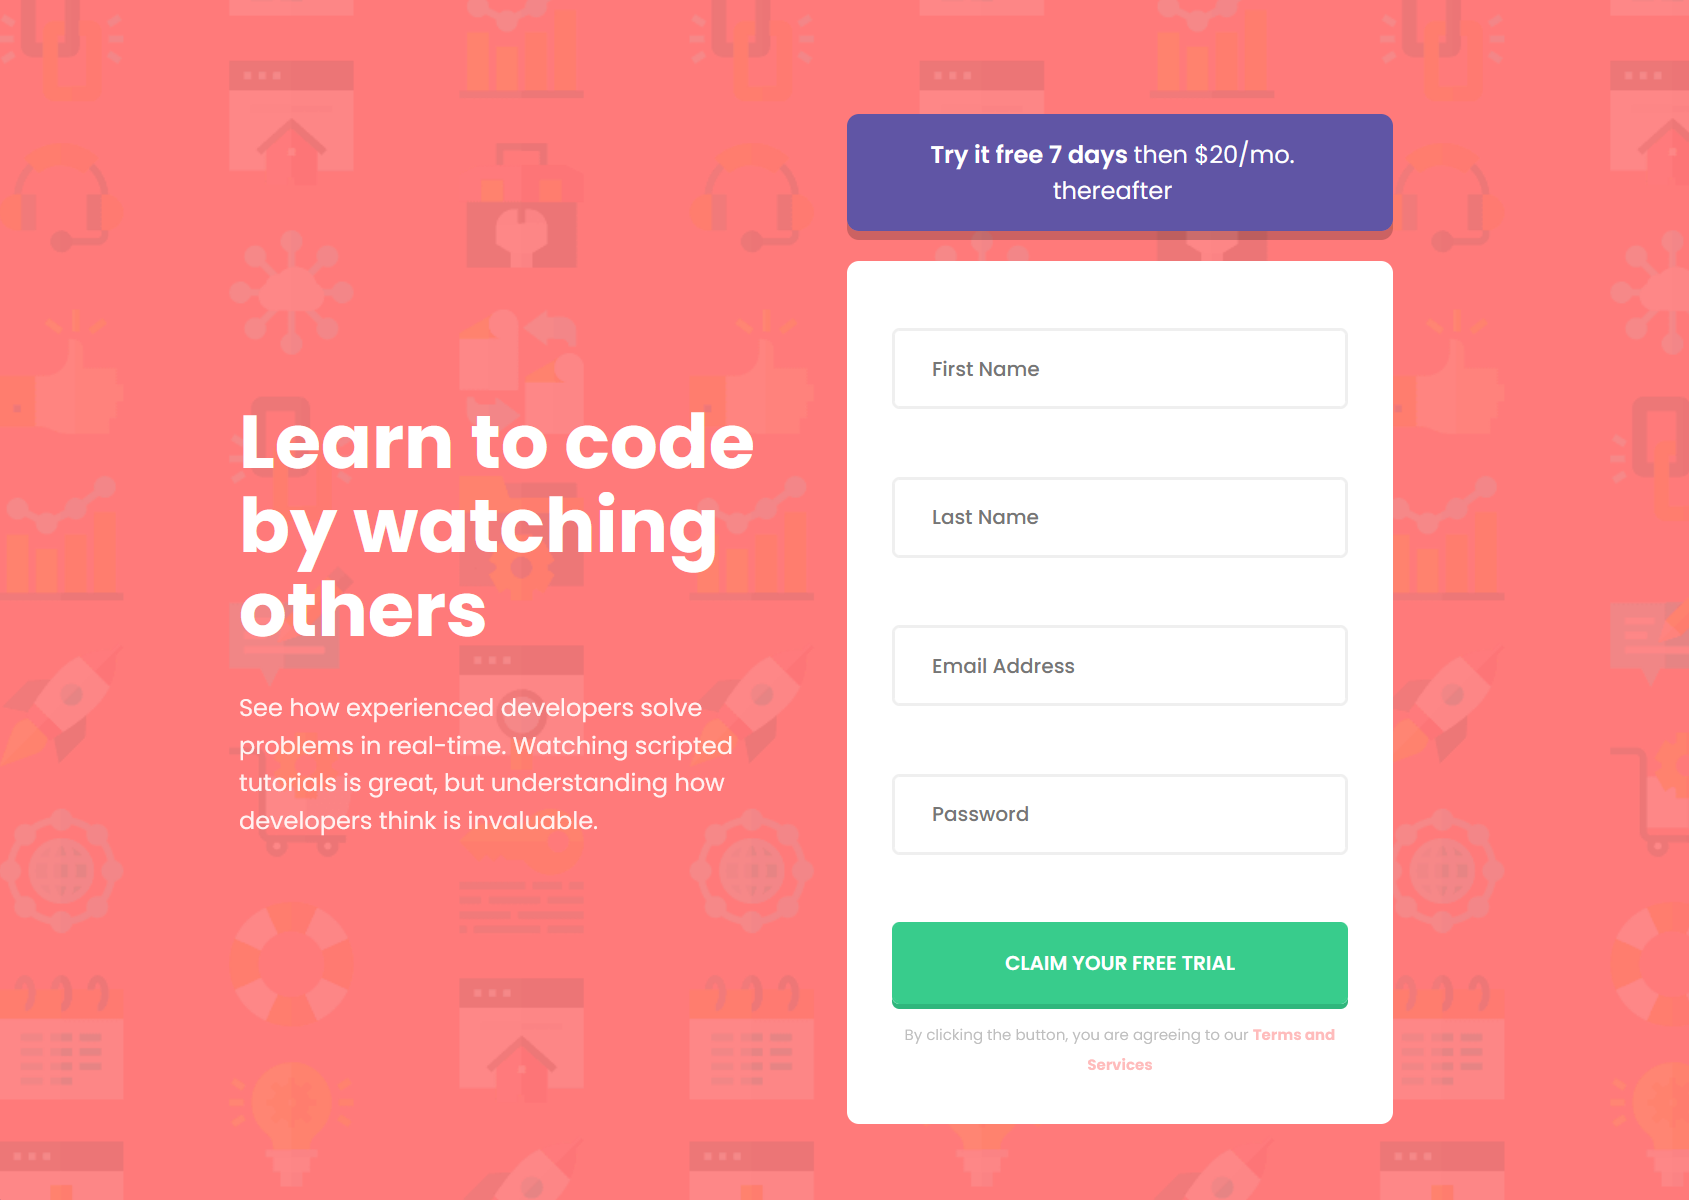 Learn to code
by watching
others
See how experienced developers solve
problems in real-time. Watching scripted
tutorials is great, but understanding how
developers think is invaluable.
Try it free 7 days then $20/mo.
thereafter
First Name
Last Name
Email Address
Password
CLAIM YOUR FREE TRIAL
By clicking the button, you are agreeing to our Terms and
Services